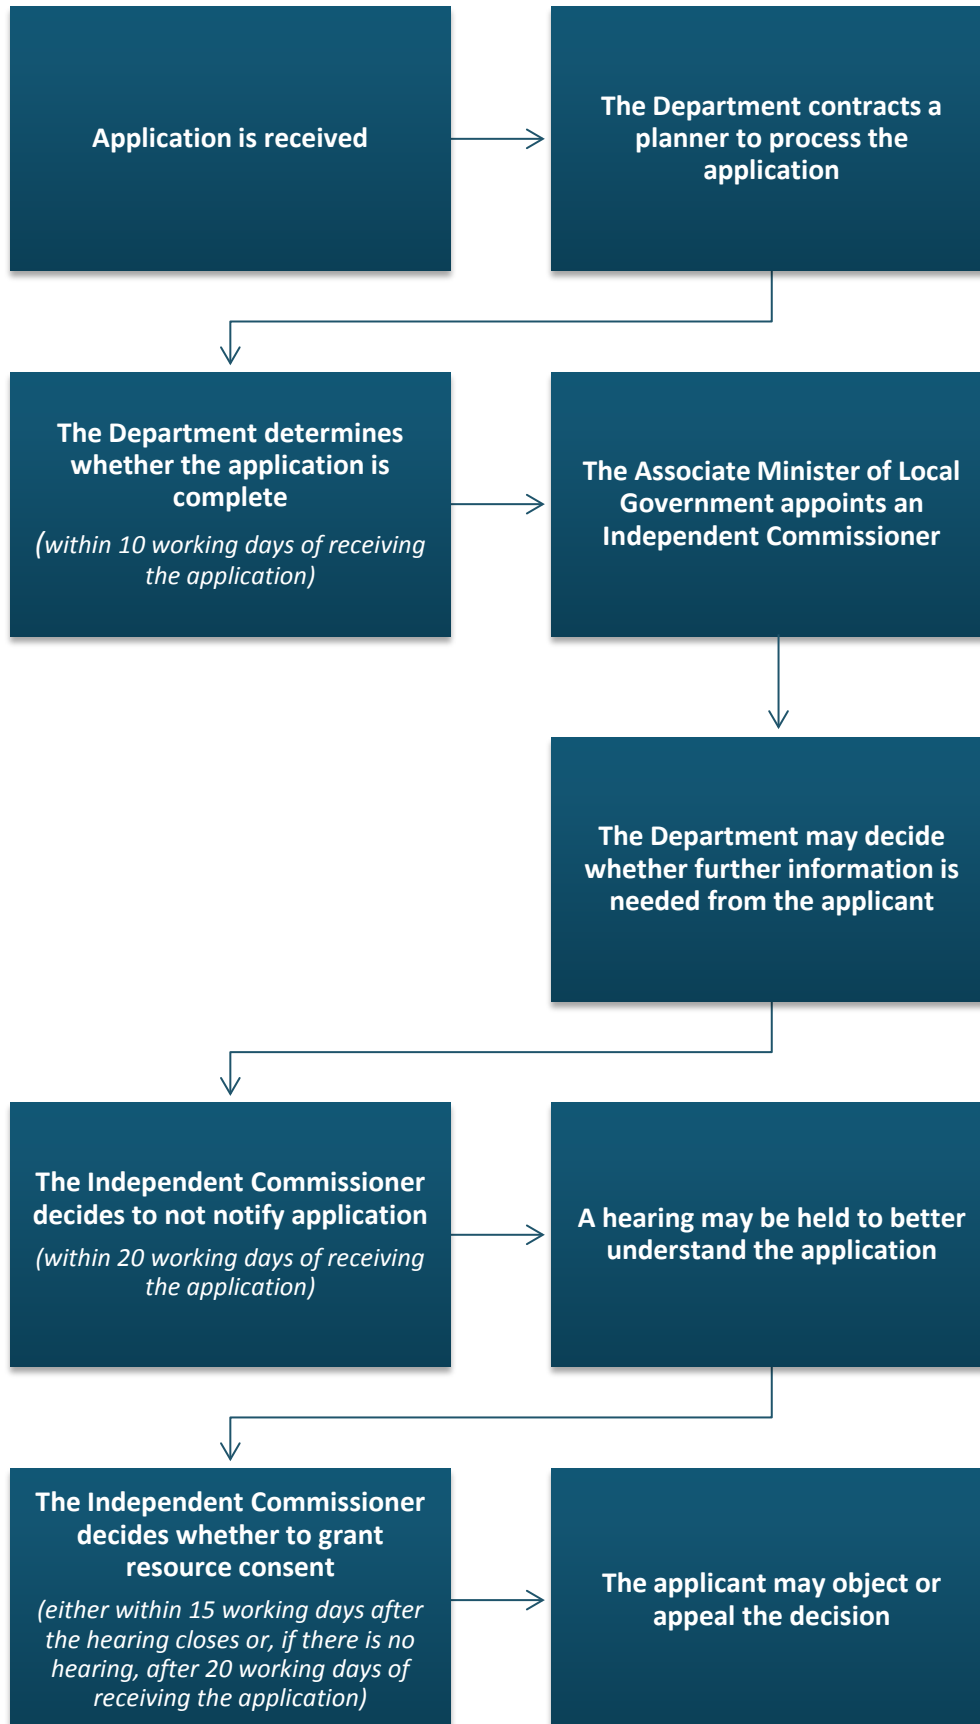 Application is received
The Department contracts a
planner to process the
application
The Department determines
whether the application is
complete
(within 10 working days of receiving
the application)
The Associate Minister of Local
Government appoints an
Independent Commissioner
The Department may decide
whether further information is
needed from the applicant
The Independent Commissioner
decides to not notify application
(within 20 working days of receiving
the application)
A hearing may be held to better
understand the application
The Independent Commissioner
decides whether to grant
resource consent
(either within 15 working days after
the hearing closes or, if there is no
hearing, after 20 working days of
receiving the application)
The applicant may object or
appeal the decision